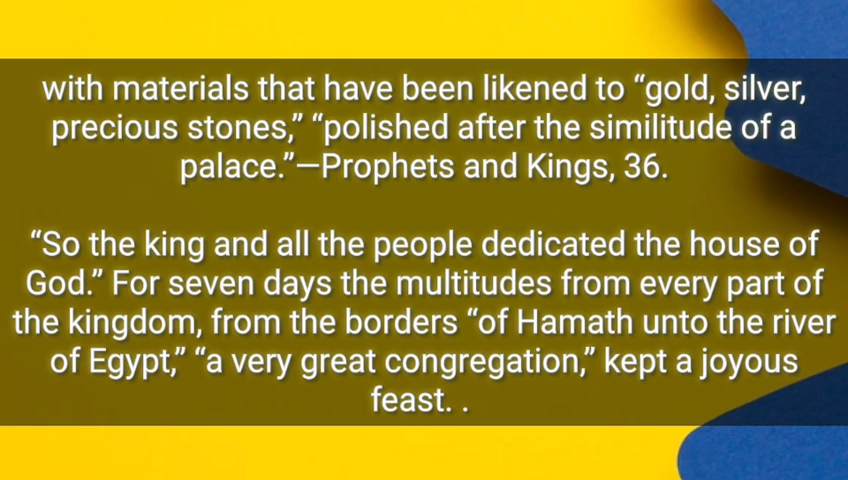 with materials that have been likened to “gold, silver,
precious stones,” “polished after the similitude of a
palace.”—Prophets and Kings, 36.
“So the king and all the people dedicated the house of
God.” For seven days the multitudes from every part of
the kingdom, from the borders “of Hamath unto the river
of Egypt,” “a very great congregation,” kept a joyous
feast. .